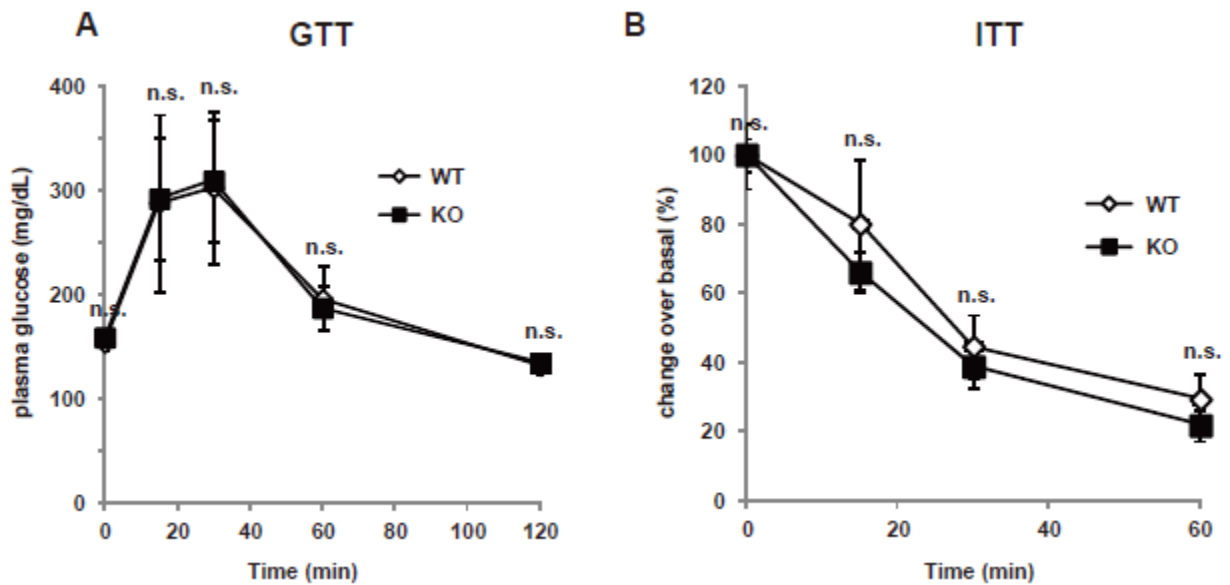 A
GTT
400
300
200
100
0
plasma glucose (mg/dL)
n.s.
n.s.
n.s.
n.s.
n.s.
WT
KO
0
20
40
60
80
100
120
Time (min)
B
ITT
120
100
80
60
40
20
0
change over basal (%)
n.s.
n.s.
n.s.
n.s.
WT
KO
0
20
40
60
Time (min)